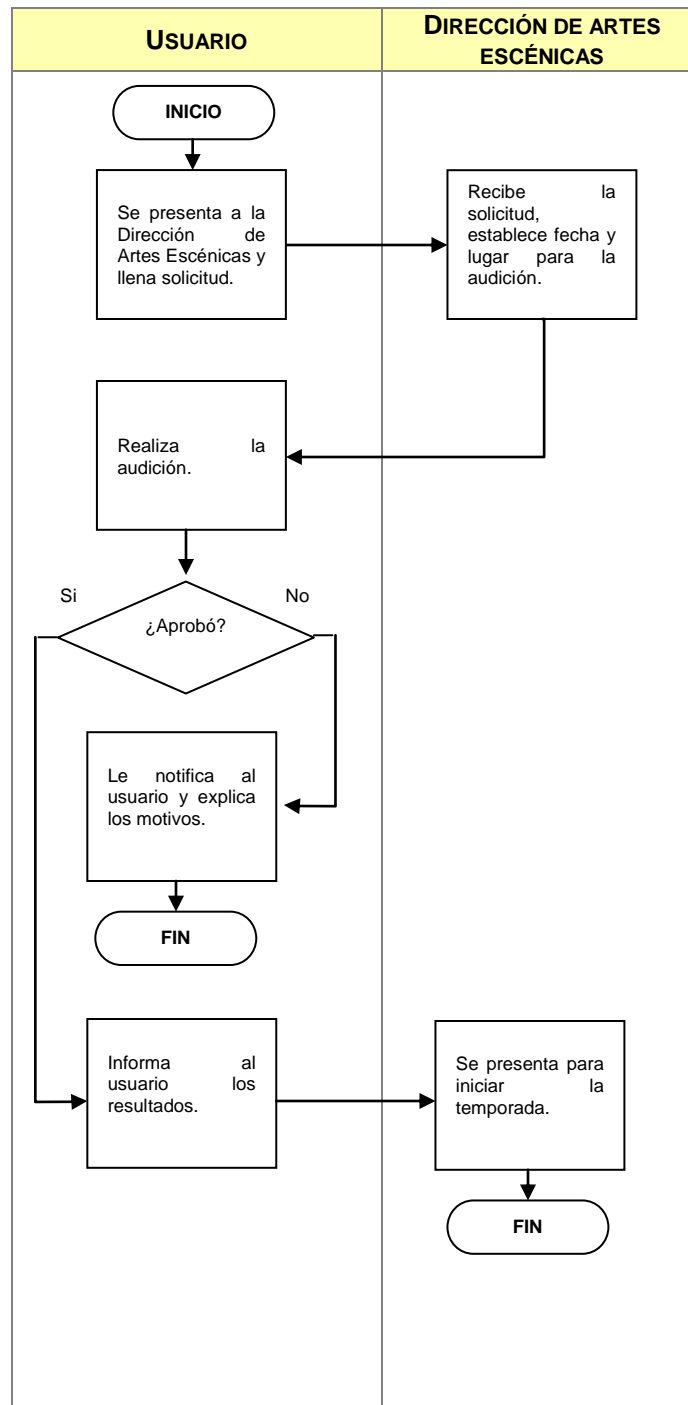 USUARIO
DIRECCIÓN DE ARTES
ESCÉNICAS
INICIO
Se presenta a la
Dirección de
Artes Escénicas y
llena solicitud.
Recibe la
solicitud,
establece fecha y
lugar para la
audición.
Realiza la
audición.
Si
No
¿Aprobó?
Le notifica al
usuario y explica
los motivos.
FIN
Informa al
usuario los
resultados.
Se presenta para
iniciar la
temporada.
FIN